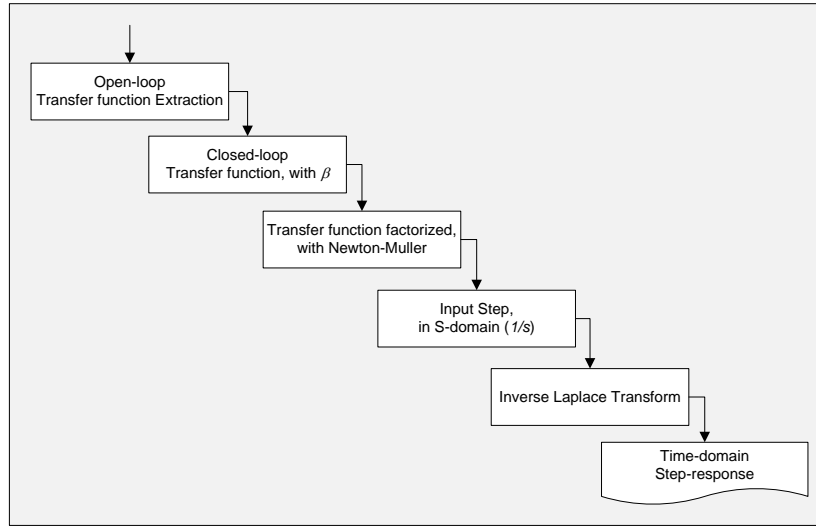 Open-loop
Transfer function Extraction
Closed-loop
Transfer function, with β
Transfer function factorized,
with Newton-Muller
Input Step,
in S-domain (1/s)
Inverse Laplace Transform
Time-domain
Step-response